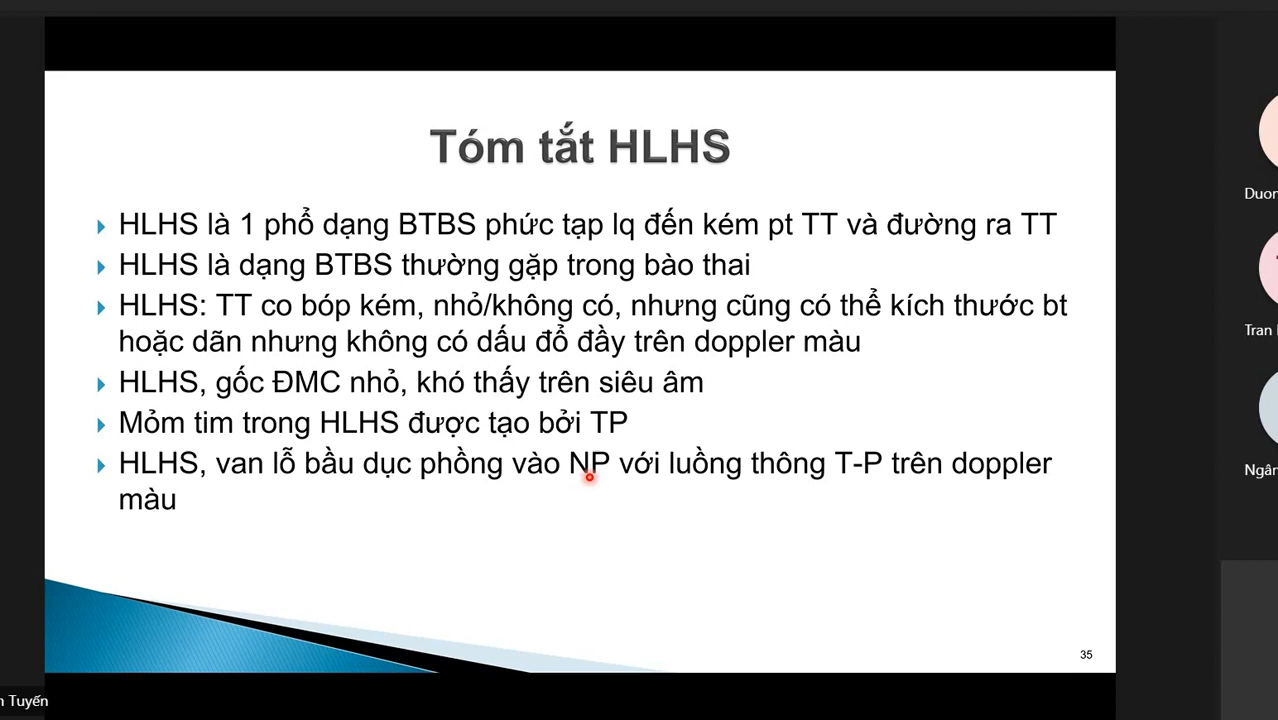 Tóm tắt HLHS
HLHS là 1 phổ dạng BTBS phức tạp lq đến kém pt TT và đường ra TT
HLHS là dạng BTBS thường gặp trong bào thai
HLHS: TT co bóp kém, nhỏ/không có, nhưng cũng có thể kích thước bt
hoặc dãn nhưng không có dấu đổ đầy trên doppler màu
HLHS, gốc ĐMC nhỏ, khó thấy trên siêu âm
Mỏm tim trong HLHS được tạo bởi TP
HLHS, van lỗ bầu dục phồng vào NP với luồng thông T-P trên doppler
màu
35
Tuyến
Tran
Ngân